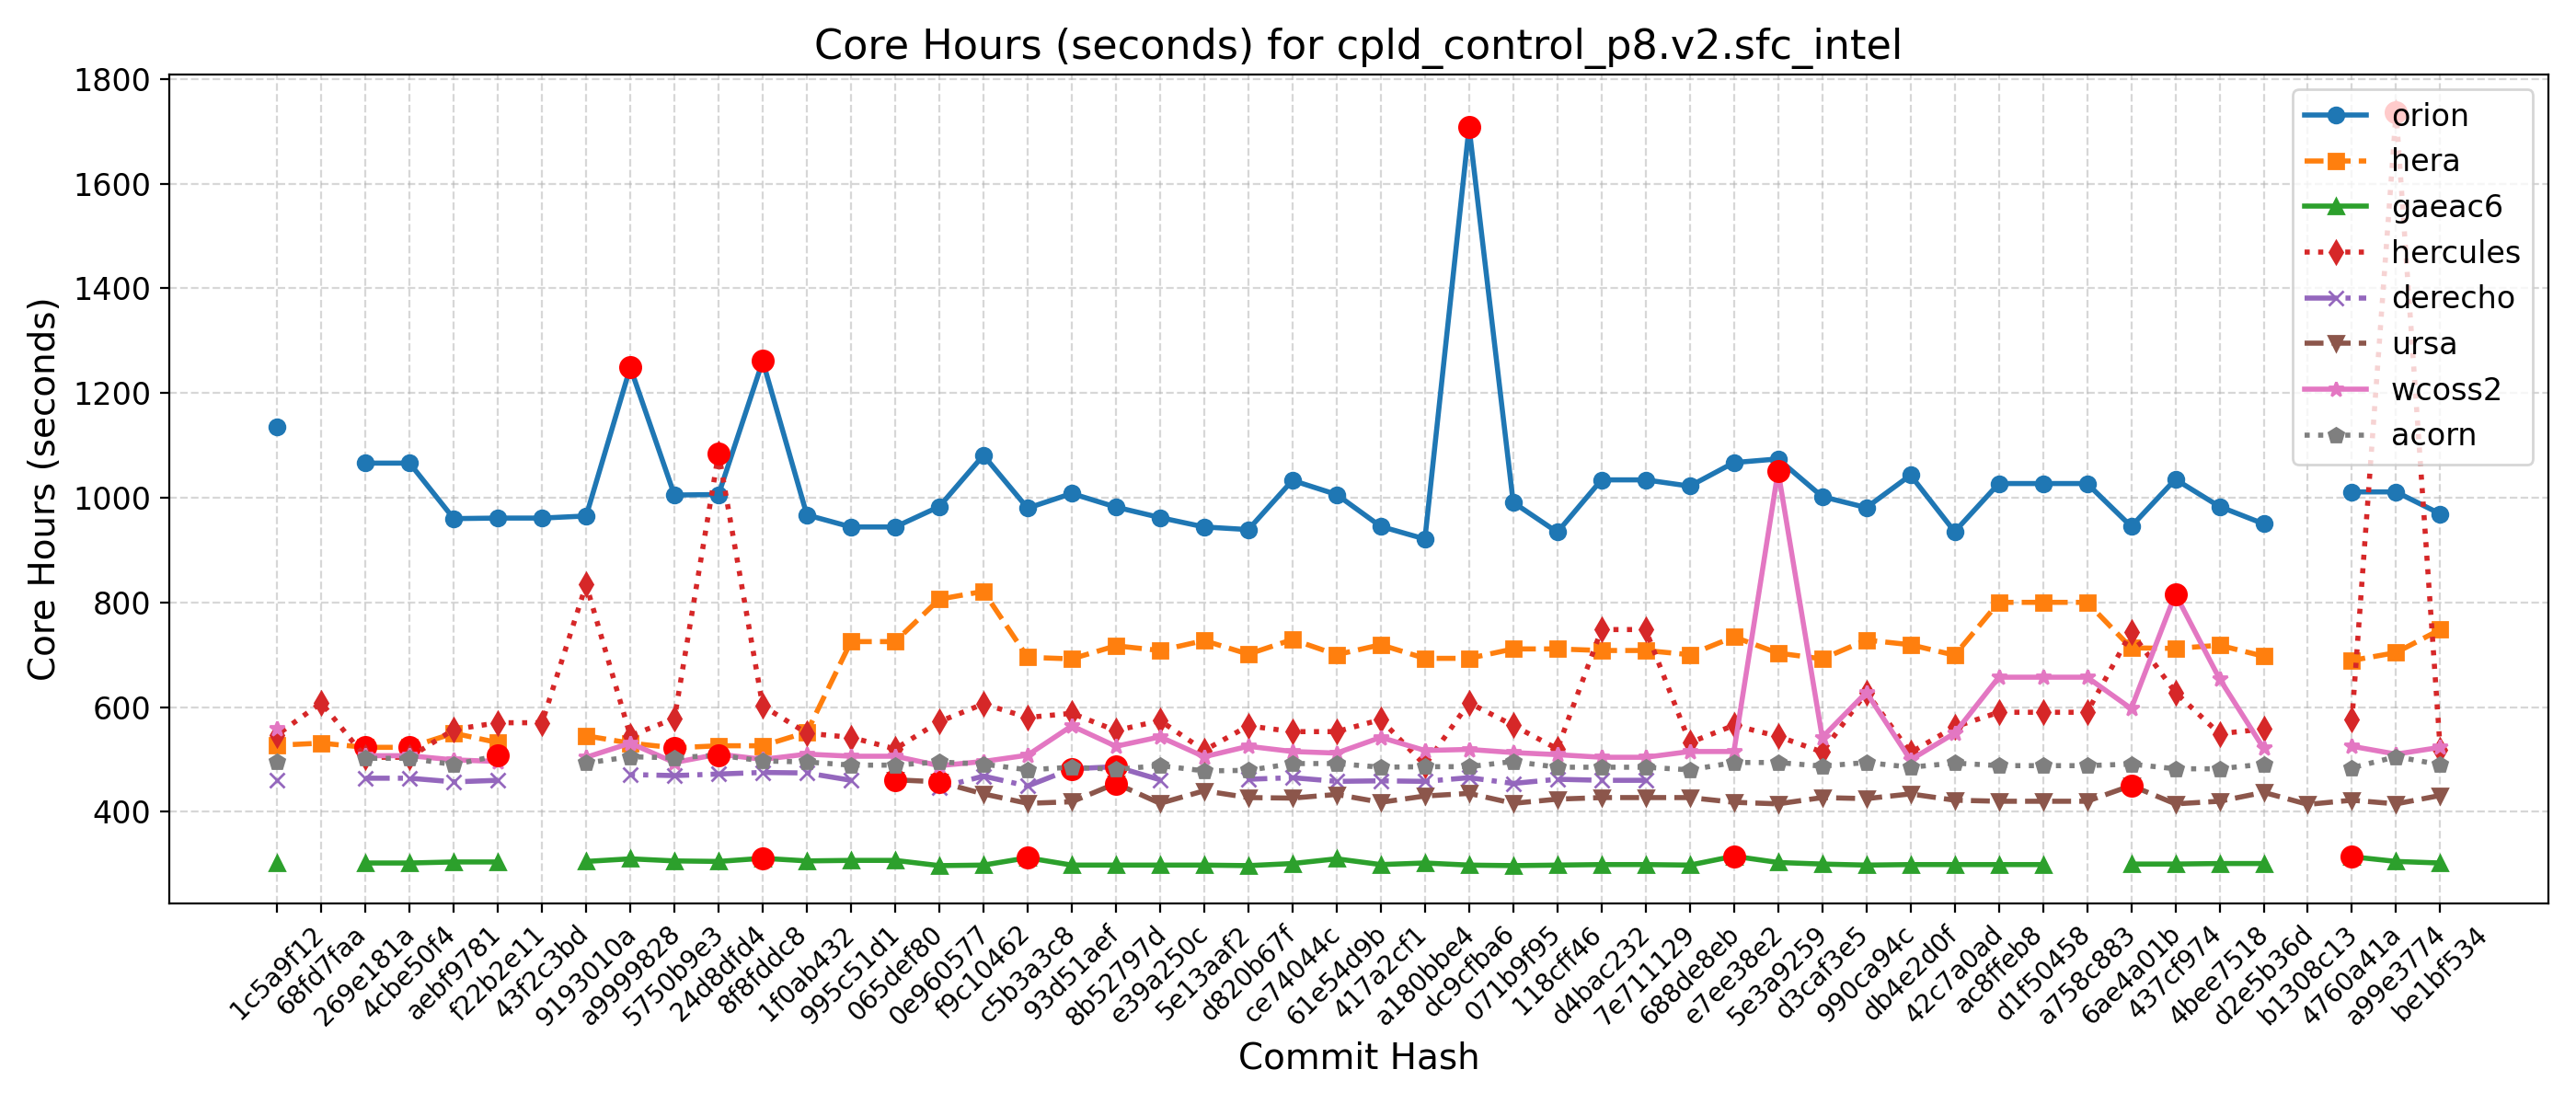 Core Hours (seconds) for cpld_control_p8.v2.sfc_intel
Core Hours (seconds)
1800
1600
1400
1200
1000
800
600
400
orion
hera
gaeac6
hercules
derecho
ursa
wcoss2
acorn
1c5a9f12
68fd7faa
269e181a
4cbe50f4
aebf9781
f22b2e11
43f2c3bd
9193010a
a9999828
5750b9e3
24d8dfd4
8f8fddc8
1f0ab432
995c51d1
065def80
0e960577
f9c10462
c5b3a3c8
93d51aef
8b52797d
e39a250c
5e13aaf2
d820b67f
ce74044c
61e54d9b
417a2cf1
a180bbe4
dc9cfba6
071b9f95
118cff46
d4bac232
7e711129
688de8eb
e7ee38e2
5e3a9259
d3caf3e5
990ca94c
db4e2d0f
42c7a0ad
ac8ffeb8
d1f50458
a758c883
6ae4a01b
437cf974
4bee7518
d2e5b36d
b1308c13
4760a41a
a99e3774
be1bf534
Commit Hash